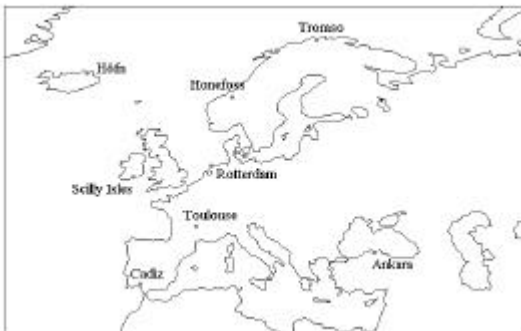 Tromso
Höfn
Honefoss
Rotterdam
Scilly Isles
Toulouse
Ankara
Cadiz